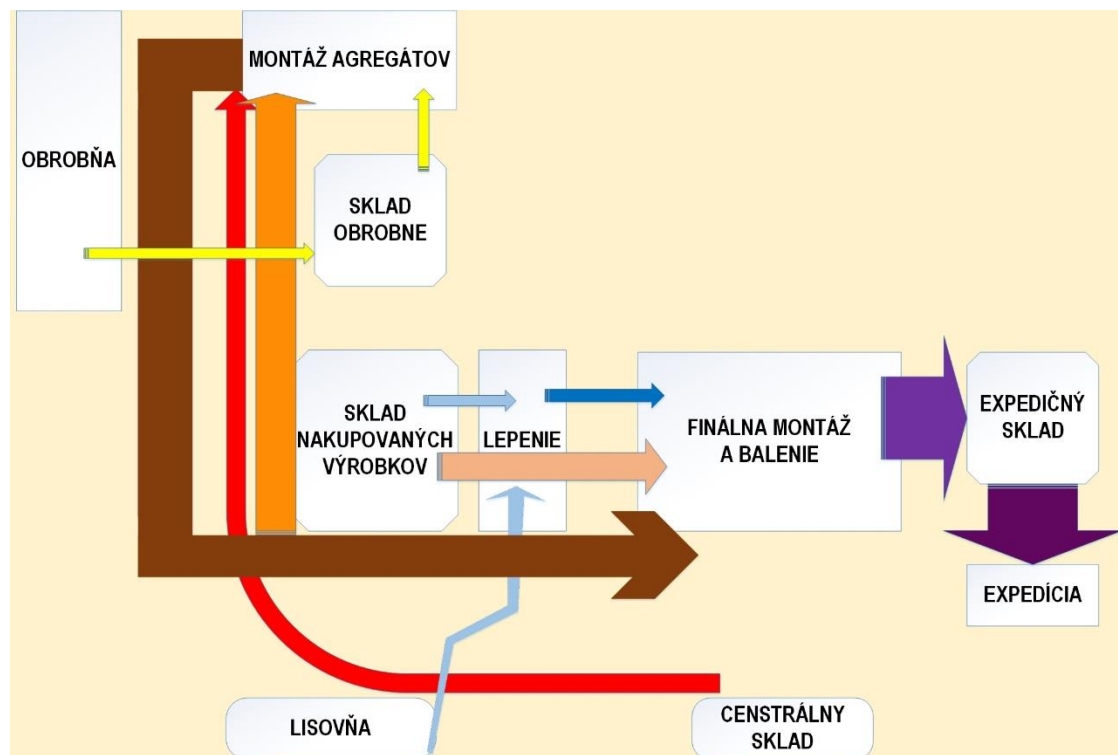 MONTÁŽ AGREGÁTOV
OBROBŇA
SKLAD
OBROBNE
SKLAD
NAKUPOVANÝCH
VÝROBKOV
LEPENIE
FINÁLNA MONTÁŽ
A BALENIE
EXPEDIČNÝ
SKLAD
EXPEDÍCIA
LISOVŇA
CENSTRÁLNY
SKLAD